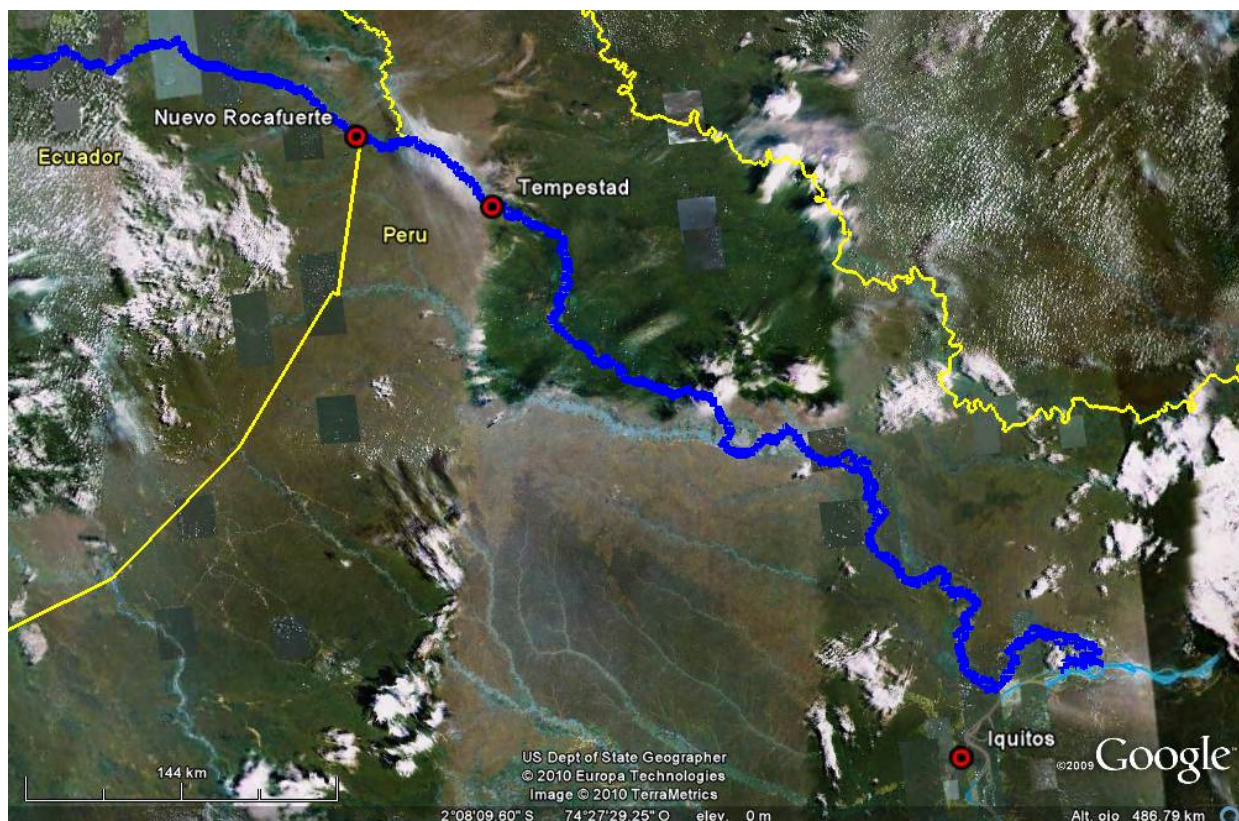 Nuevo Rocafuerte
Ecuador
Tempestad
Peru
Iquitos
©2009 Google™
144 km
US Dept of State Geographer
© 2010 Europa Technologies
Image © 2010 TerraMetrics
2°08'09.60" S 74°27'29.25" O elev. 0 m Alt. ojo 486.79 km